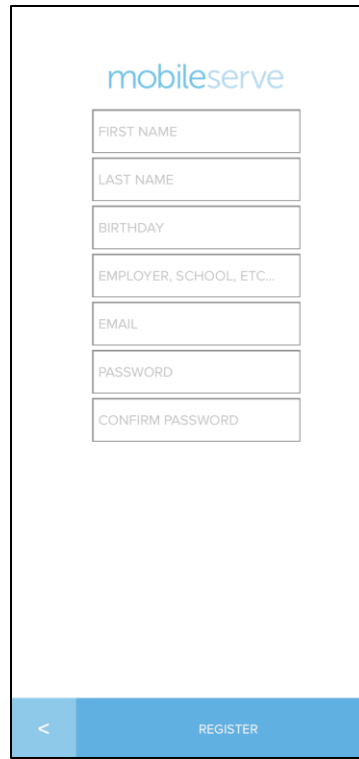 mobileserve
FIRST NAME
LAST NAME
BIRTHDAY
EMPLOYER, SCHOOL, ETC...
EMAIL
PASSWORD
CONFIRM PASSWORD
< REGISTER